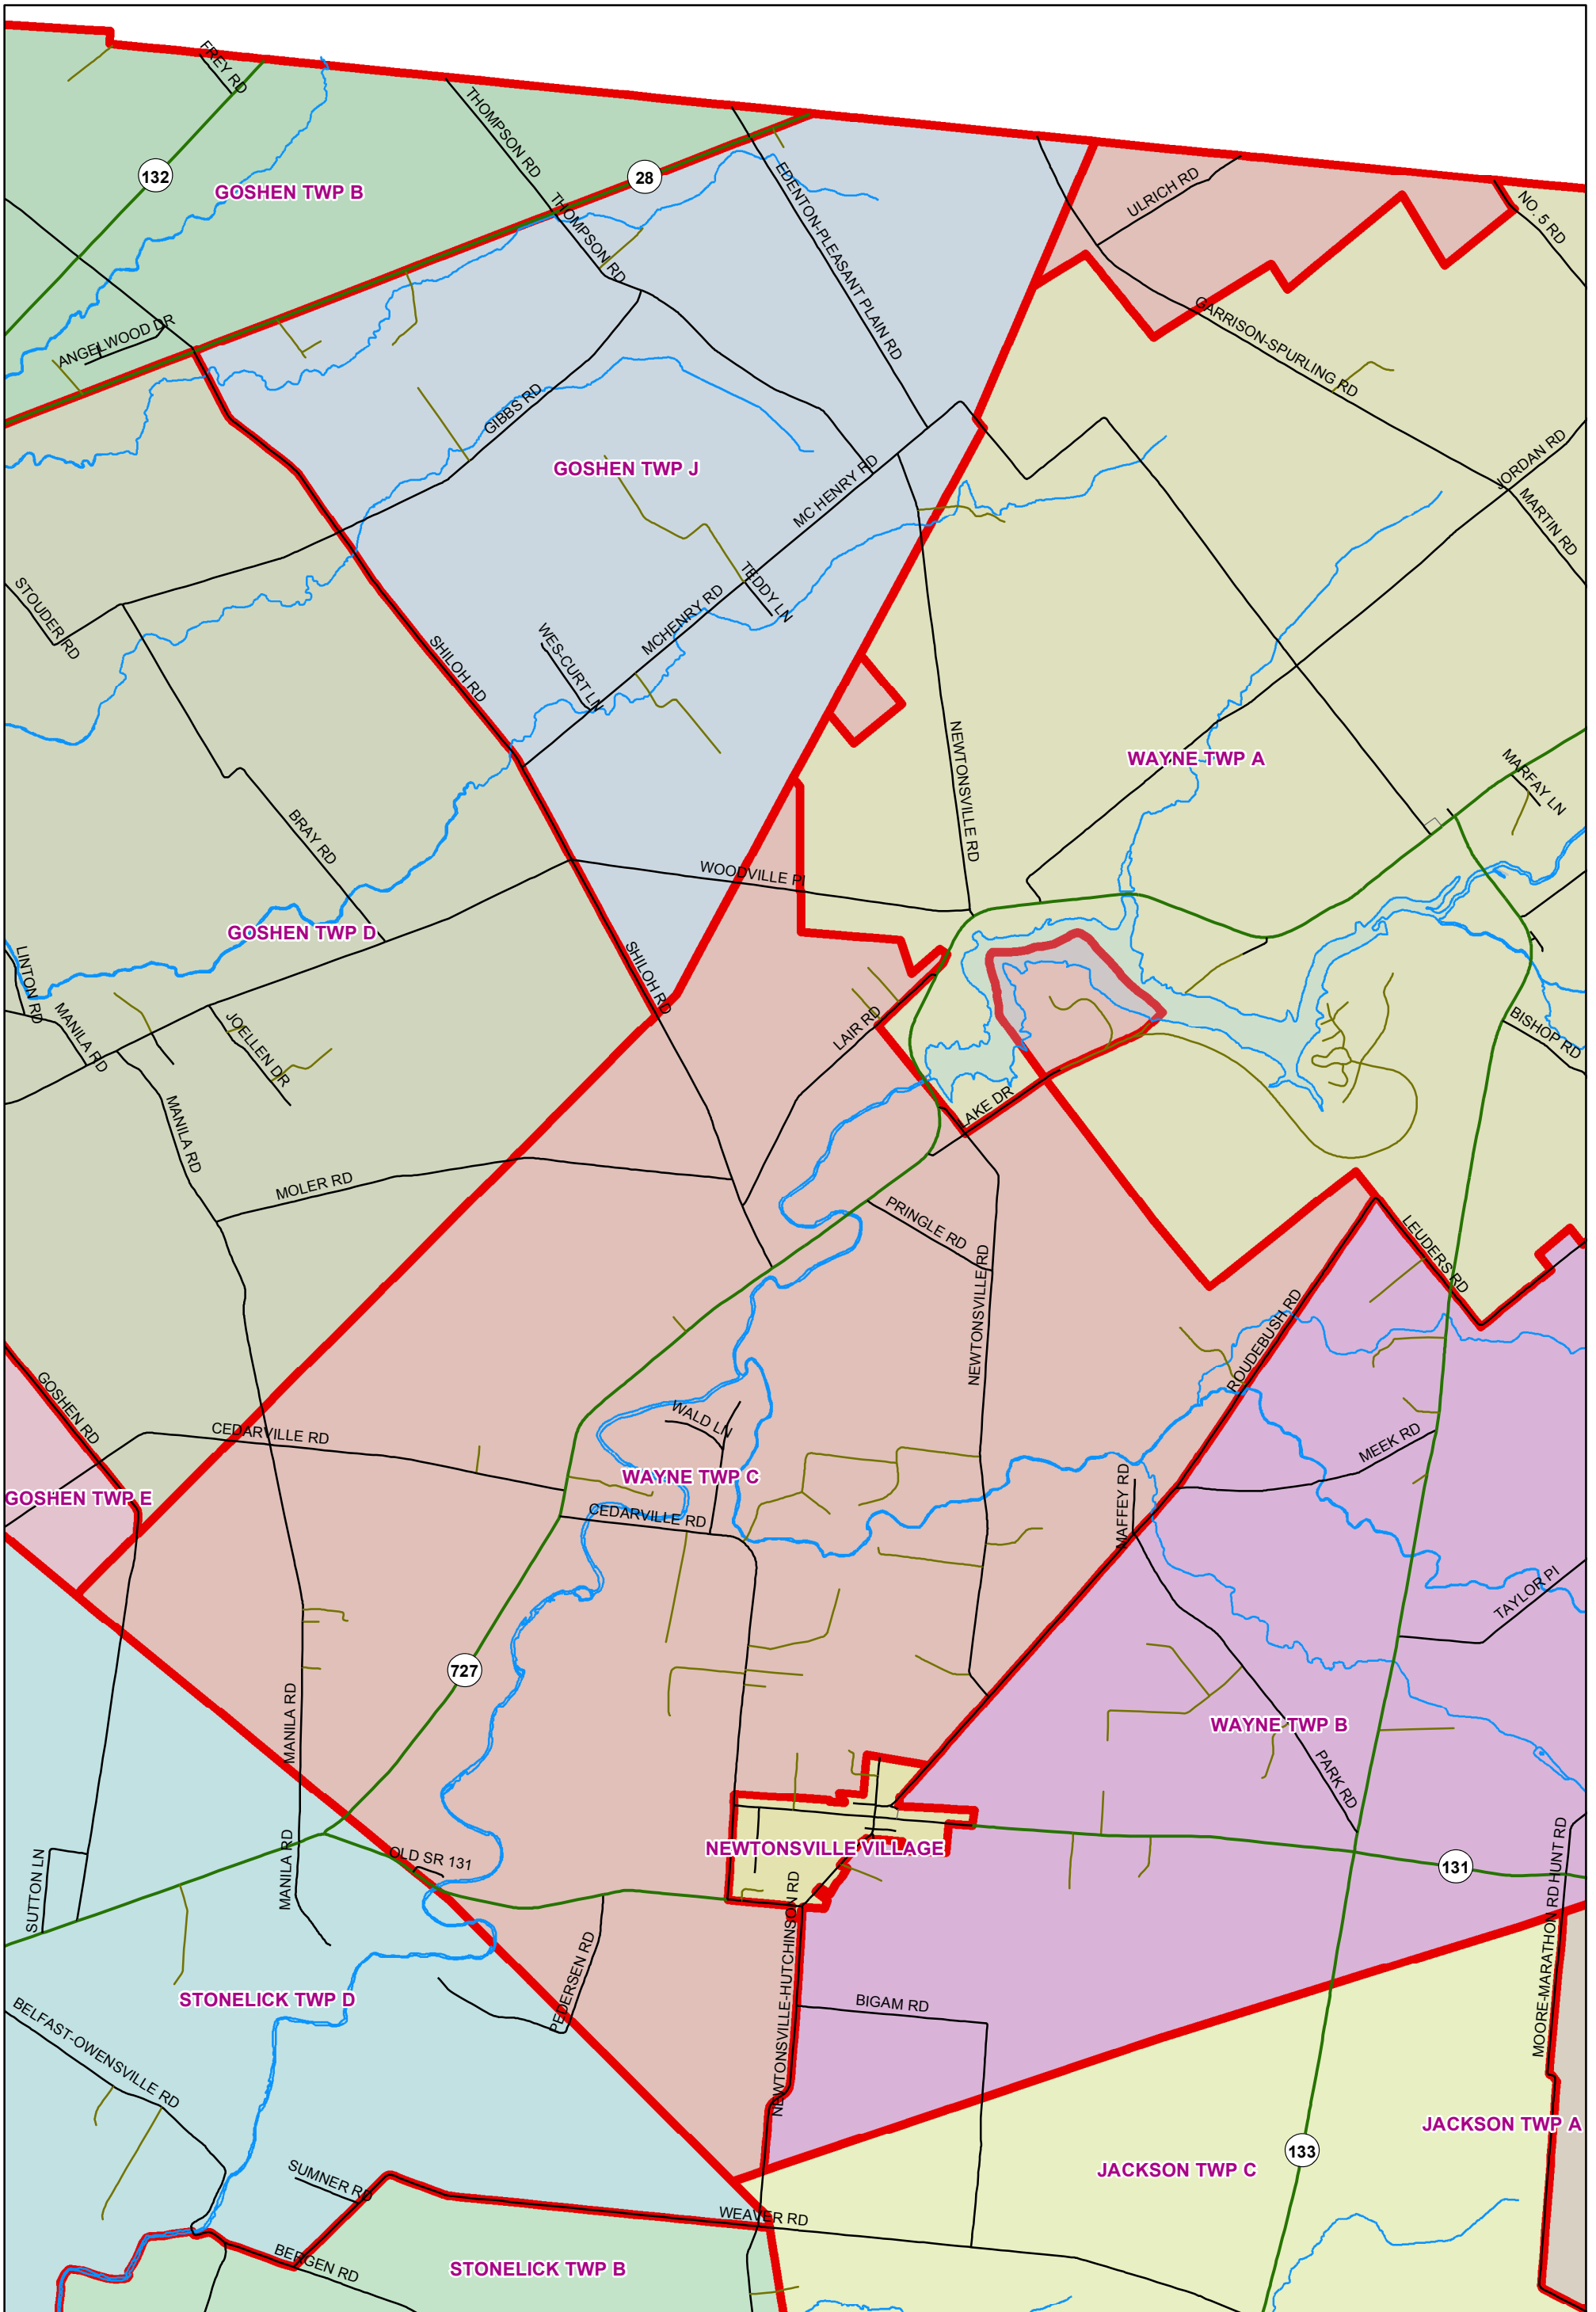 FREY RD
132
GOSHEN TWP B
THOMPSON RD
28
EDENTON-PLEASANT PLAIN RD
ULRICH RD
NO. 5 RD
THOMPSON RD
ANGELWOOD DR
GARRISON-SPURLING RD
GIBBS RD
GOSHEN TWP J
MC HENRY RD
JORDAN RD
MARTIN RD
STOUDER RD
TEDDY LN
MCHENRY RD
WES-CURT LN
SHILOH RD
NEWTONSVILLE RD
WAYNE TWP A
MARFAY LN
BRAY RD
WOODVILLE PI
GOSHEN TWP D
LINTON RD
SHILOH RD
MANILA RD
JOELLEN DR
LAIR RD
BISHOP RD
LAKE DR
MANILA RD
MOLER RD
PRINGLE RD
LEUDERS RD
NEWTONSVILLE RD
ROUDEBUSH RD
GOSHEN RD
CEDARVILLE RD
WALD LN
MEEK RD
WAYNE TWP C
GOSHEN TWP E
CEDARVILLE RD
MAFFEY RD
TAYLOR PI
727
MANILA RD
WAYNE TWP B
PARK RD
NEWTONSVILLE VILLAGE
OLD SR 131
MANILA RD
SUTTON LN
131
HUNT RD
NEWTONSVILLE-HUTCHINSON RD
PEDERSEN RD
MOORE-MARATHON RD
STONELICK TWP D
BIGAM RD
BELFAST-OWENSVILLE RD
JACKSON TWP A
133
JACKSON TWP C
SUMNER RD
WEAVER RD
BERGEN RD
STONELICK TWP B